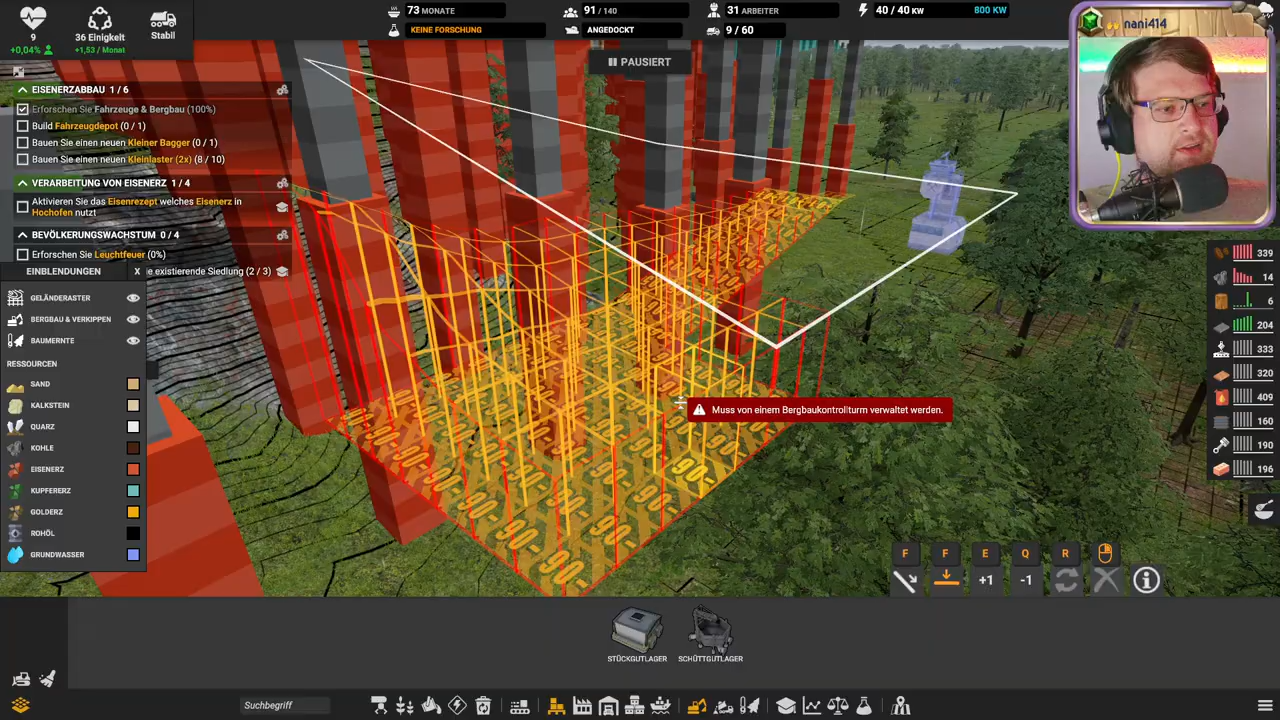 9
+0,04%
36 Einigkeit
+1,53 / Monat
Stabil
73 MONATE
KEINE FORSCHUNG
91 / 140
ANGEDOCKT
31 ARBEITER
9 / 60
40 / 40 KW
800 KW
PAUSIERT
nani414
EISENERZABBAU 1 / 6
Erforschen Sie Fahrzeuge & Bergbau (100%)
Build Fahrzeugdepot (0 / 1)
Bauen Sie einen neuen Kleiner Bagger (0 / 1)
Bauen Sie einen neuen Kleinlaster (2x) (8 / 10)
VERARBEITUNG VON EISENERZ 1 / 4
Aktivieren Sie das Eisenrezept welches Eisenerz in
Hochofen nutzt
BEVÖLKERUNGSWACHSTUM 0 / 4
Erforschen Sie Leuchtfeuer (0%)
e existierende Siedlung (2 / 3)
EINBLENDUNGEN
X
GELÄNDERASTER
BERGBAU & VERKIPPEN
BAUMERNTE
RESSOURCEN
SAND
KALKSTEIN
QUARZ
KOHLE
EISENERZ
KUPFERERZ
GOLDERZ
ROHÖL
GRUNDWASSER
Muss von einem Bergbaukontrollturm verwaltet werden.
-90-
339
14
6
204
333
320
409
160
190
196
F
F
E
Q
R
+1
-1
STÜCKGUTLAGER
SCHÜTTGUTLAGER
Suchbegriff